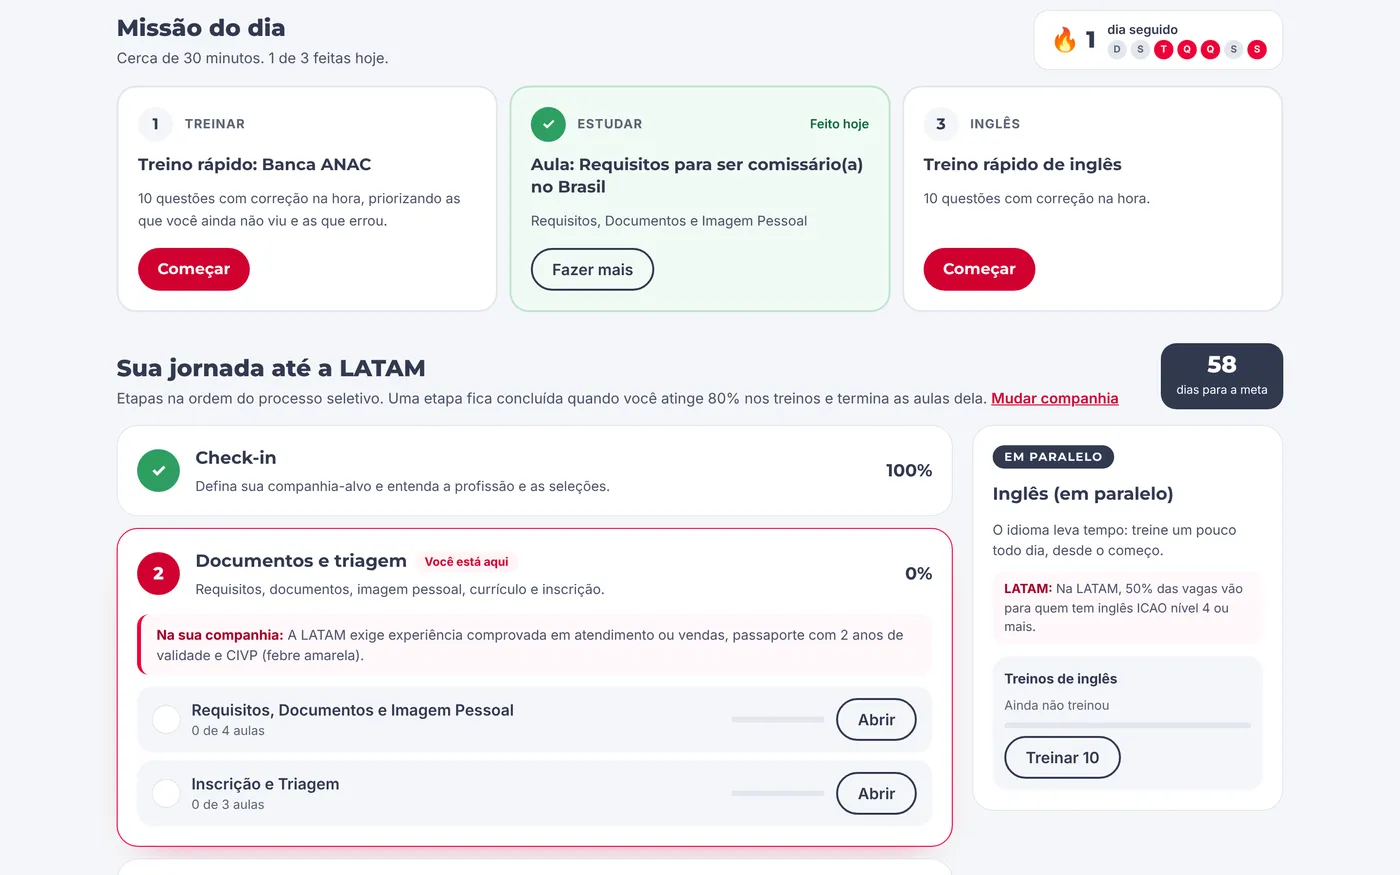 Missão do dia
Cerca de 30 minutos. 1 de 3 feitas hoje.
1
dia seguido
D S T Q Q S S
1
TREINAR
Treino rápido: Banca ANAC
10 questões com correção na hora, priorizando as
que você ainda não viu e as que errou.
Começar
ESTUDAR
Feito hoje
Aula: Requisitos para ser comissário(a)
no Brasil
Requisitos, Documentos e Imagem Pessoal
Fazer mais
3
INGLÊS
Treino rápido de inglês
10 questões com correção na hora.
Começar
Sua jornada até a LATAM
Etapas na ordem do processo seletivo. Uma etapa fica concluída quando você atinge 80% nos treinos e termina as aulas dela. Mudar companhia
58
dias para a meta
Check-in
Defina sua companhia-alvo e entenda a profissão e as seleções.
100%
2
Documentos e triagem
Você está aqui
Requisitos, documentos, imagem pessoal, currículo e inscrição.
0%
Na sua companhia: A LATAM exige experiência comprovada em atendimento ou vendas, passaporte com 2 anos de
validade e CIVP (febre amarela).
Requisitos, Documentos e Imagem Pessoal
0 de 4 aulas
Abrir
Inscrição e Triagem
0 de 3 aulas
Abrir
EM PARALELO
Inglês (em paralelo)
O idioma leva tempo: treine um pouco
todo dia, desde o começo.
LATAM: Na LATAM, 50% das vagas vão
para quem tem inglês ICAO nível 4 ou
mais.
Treinos de inglês
Ainda não treinou
Treinar 10